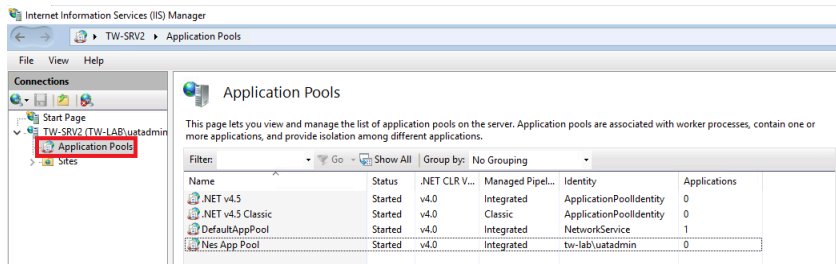 Internet Information Services (IIS) Manager
TW-SRV2 Application Pools
File View Help
Connections
Start Page
TW-SRV2 (TW-LAB\uatadmin
Application Pools
Sites
Application Pools
This page lets you view and manage the list of application pools on the server. Application pools are associated with worker processes, contain one or
more applications, and provide isolation among different applications.
Filter: Go Show All Group by: No Grouping
Name Status .NET CLR V... Managed Pipel... Identity Applications
.NET v4.5 Started v4.0 Integrated ApplicationPoolIdentity 0
.NET v4.5 Classic Started v4.0 Classic ApplicationPoolIdentity 0
DefaultAppPool Started v4.0 Integrated NetworkService 1
Nes App Pool Started v4.0 Integrated tw-lab\uatadmin 0